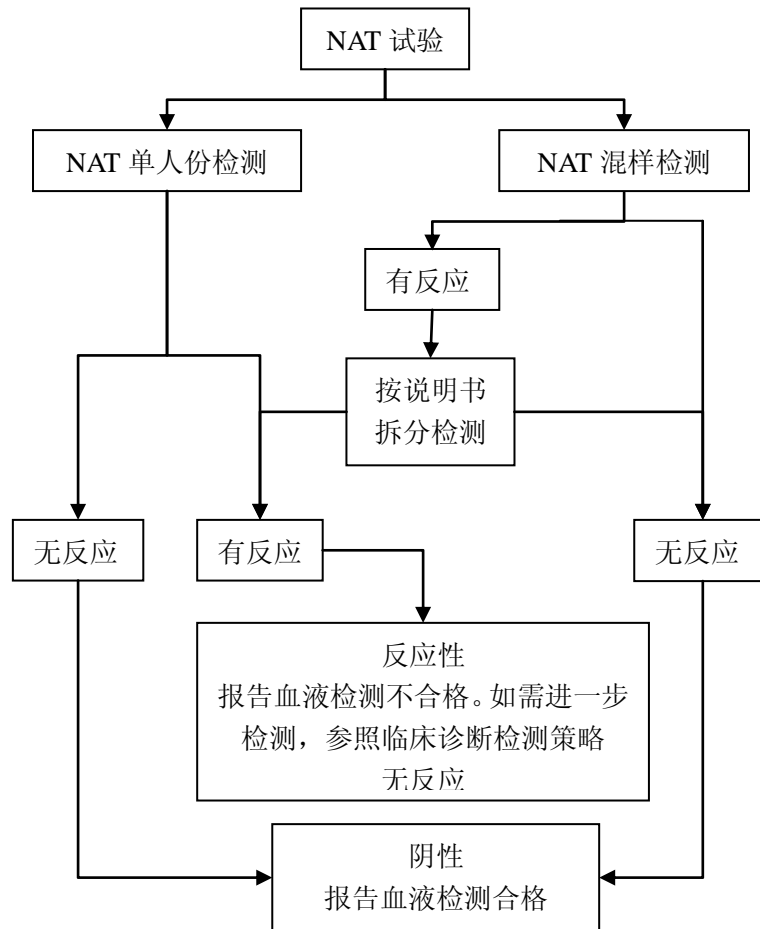 NAT 试验
NAT 单人份检测
NAT 混样检测
有反应
按说明书
拆分检测
无反应
有反应
无反应
反应性
报告血液检测不合格。如需进一步
检测，参照临床诊断检测策略
无反应
阴性
报告血液检测合格